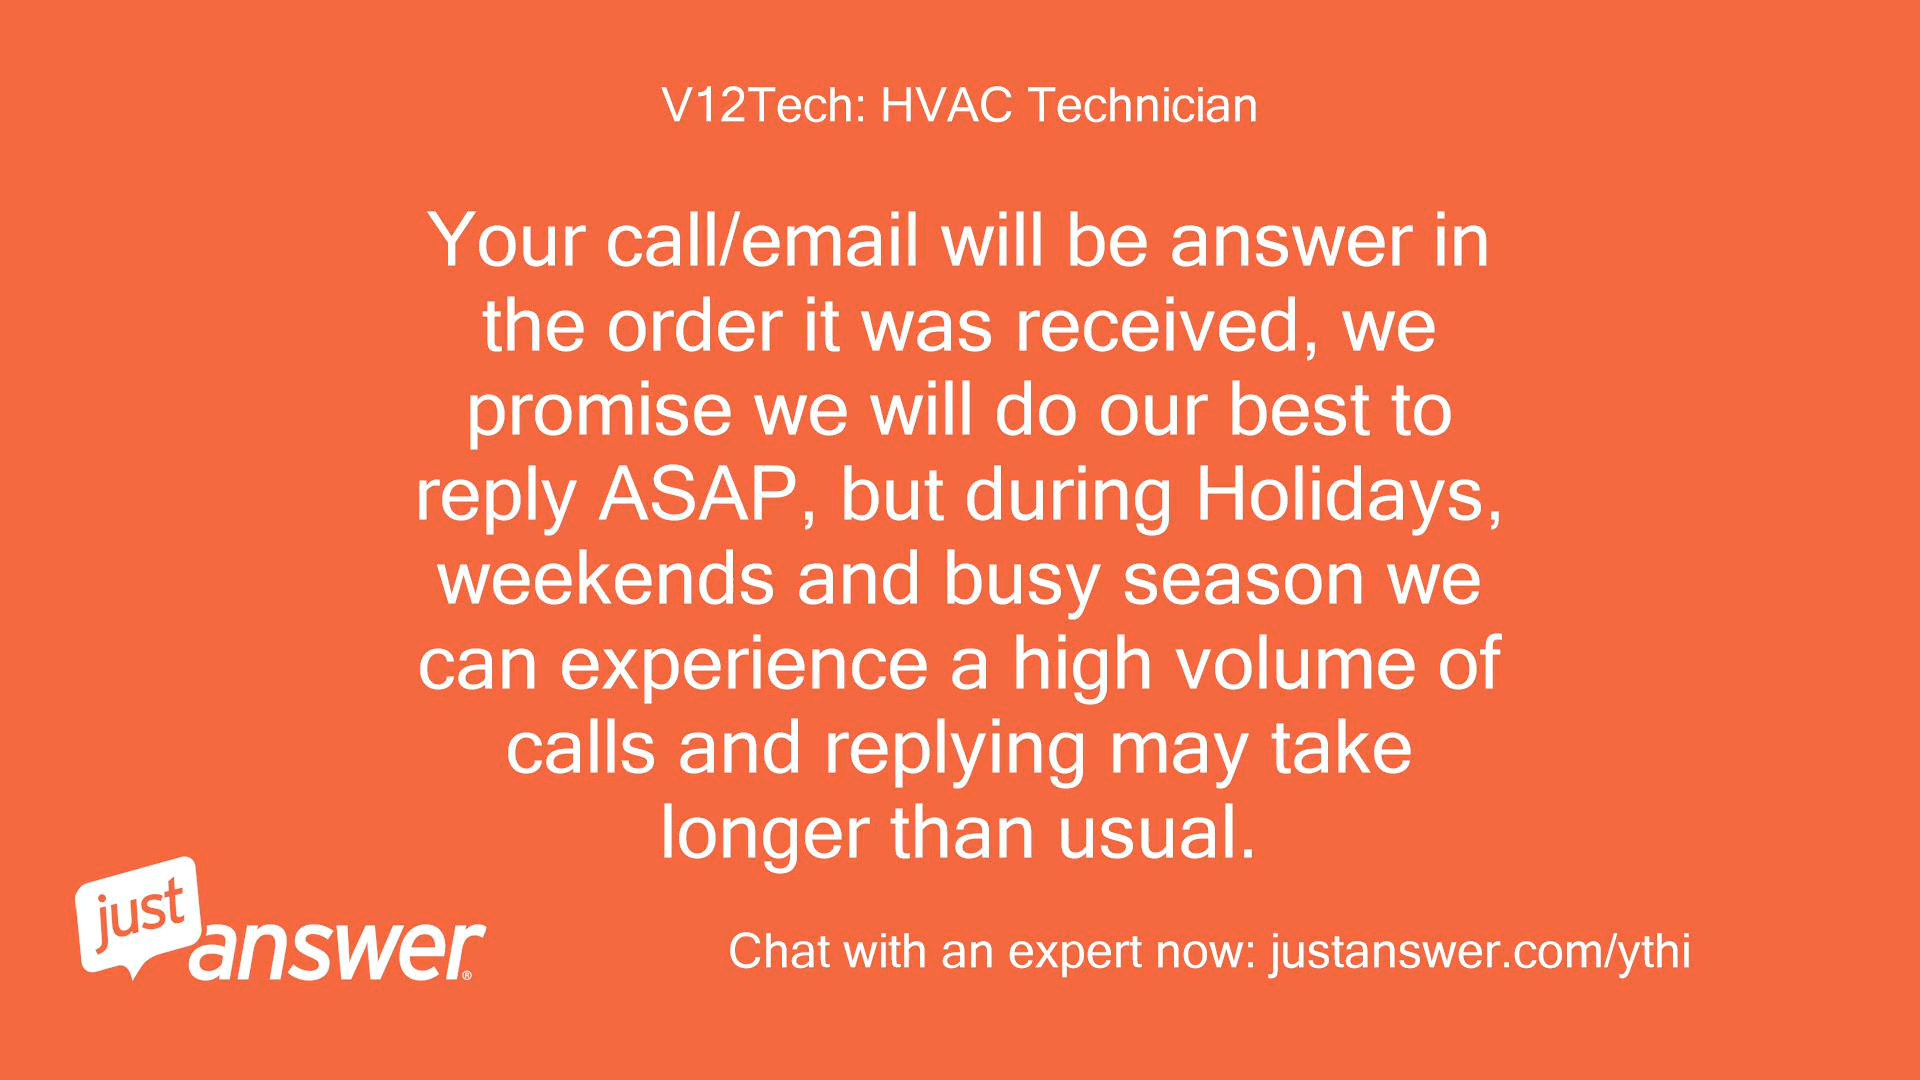 V12Tech: HVAC Technician
Your call/email will be answer in
the order it was received, we
promise we will do our best to
reply ASAP, but during Holidays,
weekends and busy season we
can experience a high volume of
calls and replying may take
longer than usual.
just
answer®
Chat with an expert now: justanswer.com/ythi